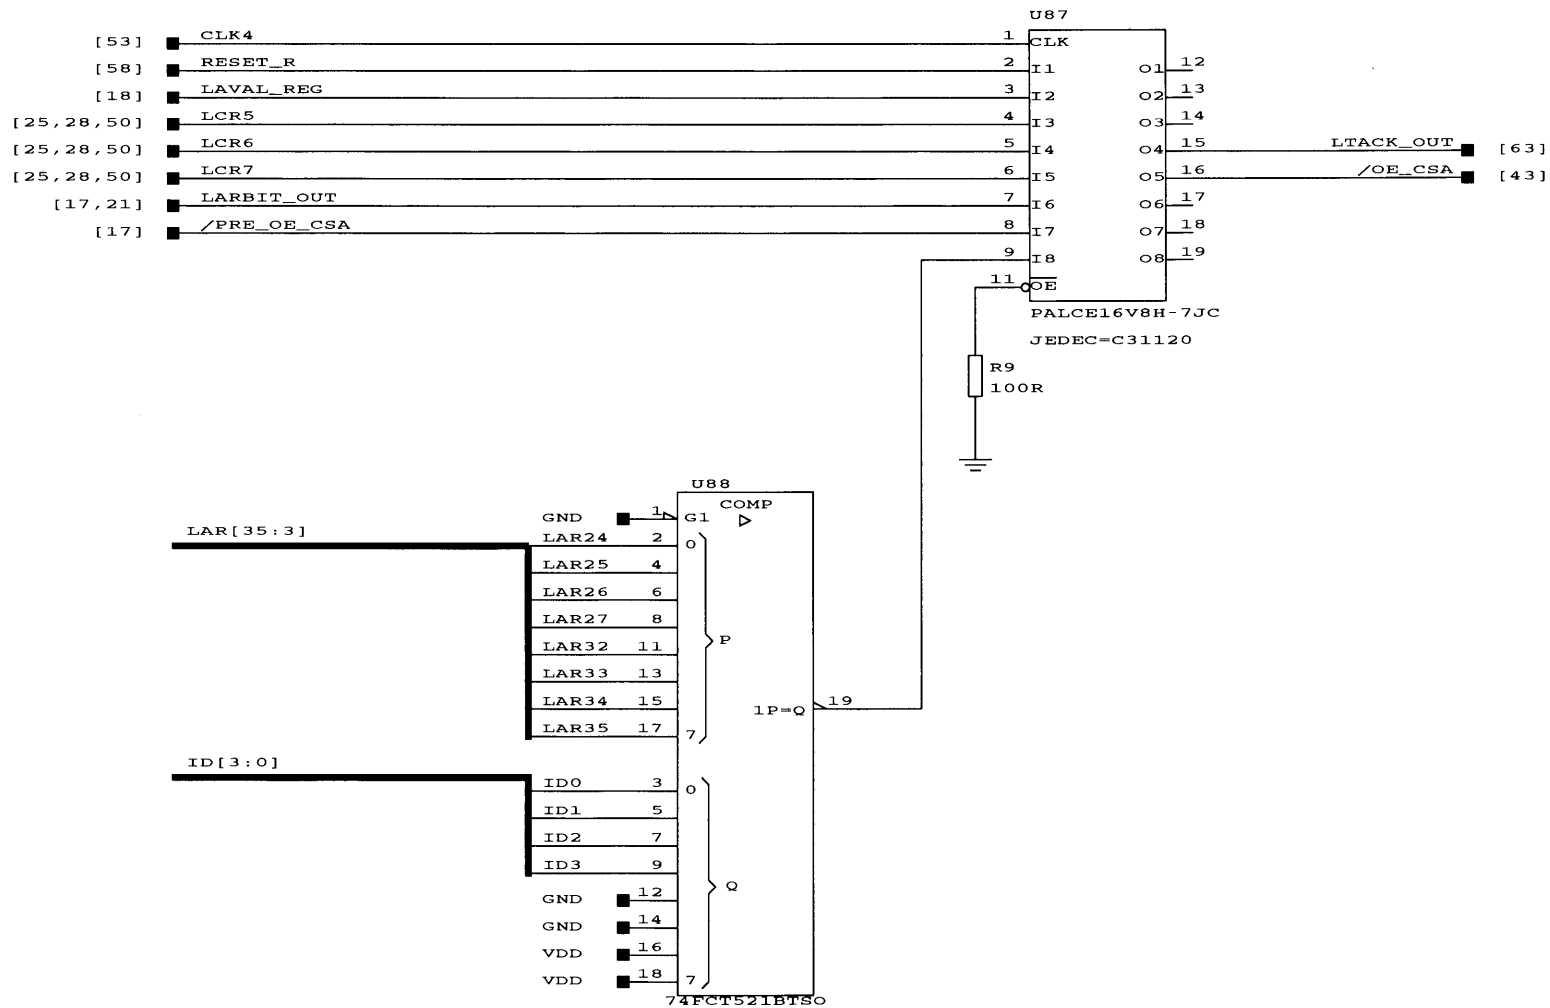 U87
[53] CLK4 1 CLK
[58] RESET_R 2 I1 O1 12
[18] LAVAL_REG 3 I2 O2 13
[25,28,50] LCR5 4 I3 O3 14
[25,28,50] LCR6 5 I4 O4 15 LTACK_OUT [63]
[25,28,50] LCR7 6 I5 O5 16 /OE_CSA [43]
[17,21] LARBIT_OUT 7 I6 O6 17
[17] /PRE_OE_CSA 8 I7 O7 18
9 I8 O8 19
11 OE
PALCE16V8H-7JC
JEDEC=C31120
R9
100R
U88
COMP
GND 1 G1
LAR[35:3]
LAR24 2 0
LAR25 4
LAR26 6
LAR27 8
P
LAR32 11
LAR33 13
LAR34 15
1P=Q 19
LAR35 17 7
ID[3:0]
ID0 3 0
ID1 5
ID2 7
ID3 9
Q
GND 12
GND 14
VDD 16
VDD 18 7
74FCT521BTSO